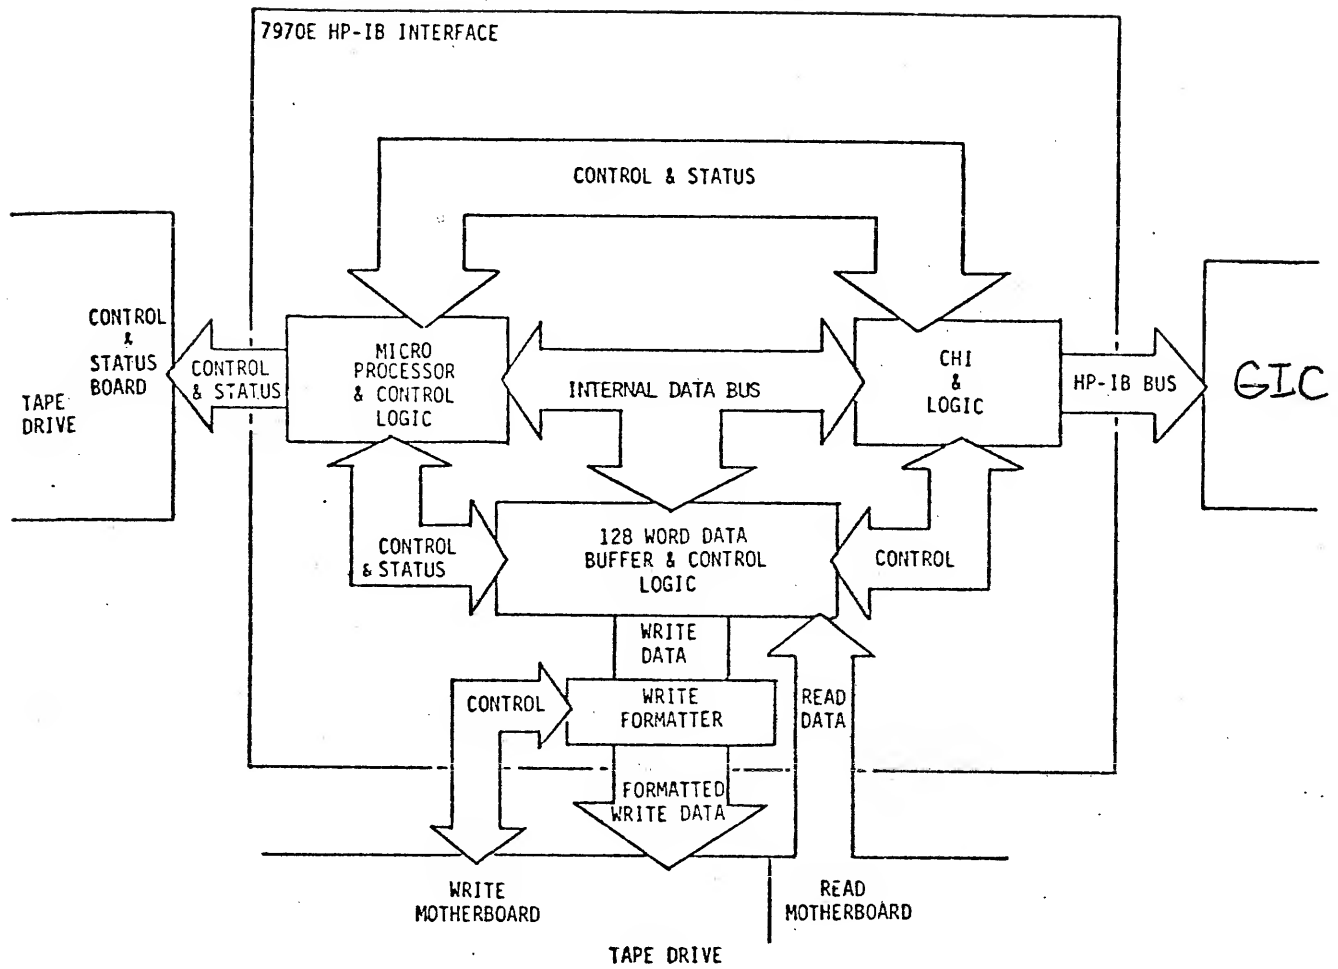 7970E HP-IB INTERFACE
CONTROL & STATUS
CONTROL
&
STATUS
BOARD
TAPE
DRIVE
CONTROL
& STATUS
MICRO
PROCESSOR
& CONTROL
LOGIC
INTERNAL DATA BUS
CHI
&
LOGIC
HP-IB BUS
GIC
CONTROL
& STATUS
128 WORD DATA
BUFFER & CONTROL
LOGIC
CONTROL
WRITE
DATA
CONTROL
WRITE
FORMATTER
READ
DATA
FORMATTED
WRITE DATA
WRITE
MOTHERBOARD
READ
MOTHERBOARD
TAPE DRIVE